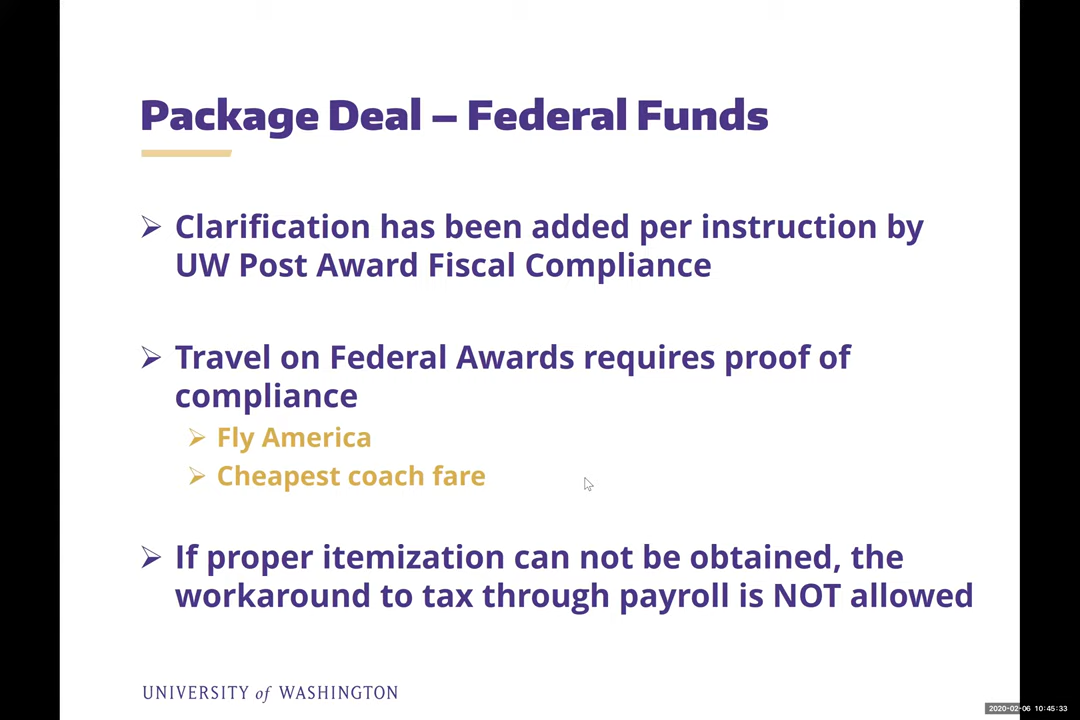 Package Deal – Federal Funds
Clarification has been added per instruction by
UW Post Award Fiscal Compliance
Travel on Federal Awards requires proof of
compliance
Fly America
Cheapest coach fare
If proper itemization can not be obtained, the
workaround to tax through payroll is NOT allowed
UNIVERSITY of WASHINGTON
2020-02-06 10:45:33